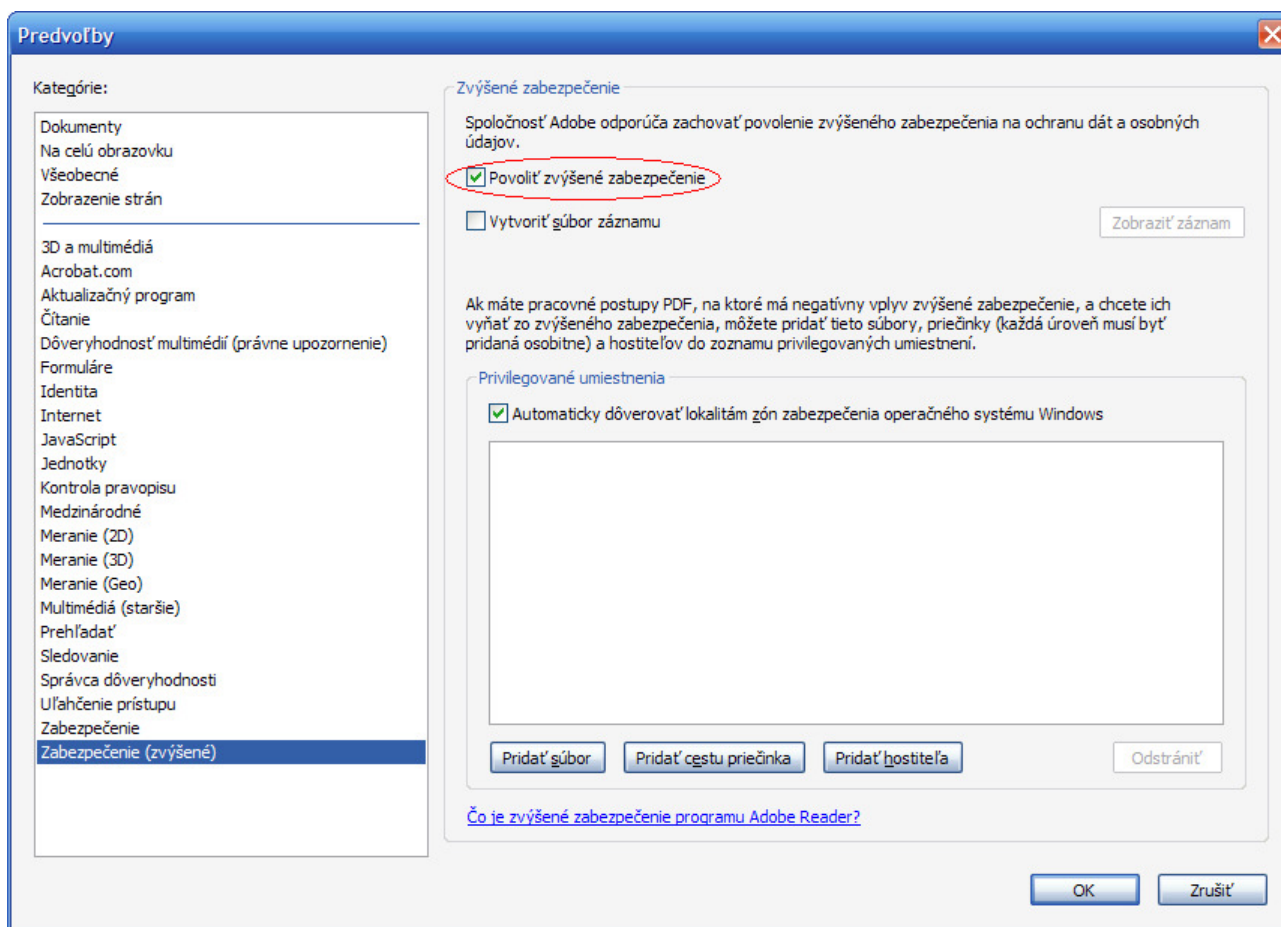 Predvoľby
Kategórie:
Dokumenty
Na celú obrazovku
Všeobecné
Zobrazenie strán
3D a multimédiá
Acrobat.com
Aktualizačný program
Čítanie
Dôveryhodnosť multimédií (právne upozornenie)
Formuláre
Identita
Internet
JavaScript
Jednotky
Kontrola pravopisu
Medzinárodné
Meranie (2D)
Meranie (3D)
Meranie (Geo)
Multimédiá (staršie)
Prehľadať
Sledovanie
Správca dôveryhodnosti
Uľahčenie prístupu
Zabezpečenie
Zabezpečenie (zvýšené)
Zvýšené zabezpečenie
Spoločnosť Adobe odporúča zachovať povolenie zvýšeného zabezpečenia na ochranu dát a osobných
údajov.
Povoliť zvýšené zabezpečenie
Vytvoriť súbor záznamu
Zobraziť záznam
Ak máte pracovné postupy PDF, na ktoré má negatívny vplyv zvýšené zabezpečenie, a chcete ich
vyňať zo zvýšeného zabezpečenia, môžete pridať tieto súbory, priečinky (každá úroveň musí byť
pridaná osobitne) a hostiteľov do zoznamu privilegovaných umiestnení.
Privilegované umiestnenia
Automaticky dôverovať lokalitám zón zabezpečenia operačného systému Windows
Pridať súbor
Pridať cestu priečinka
Pridať hostiteľa
Odstrániť
Čo je zvýšené zabezpečenie programu Adobe Reader?
OK
Zrušiť